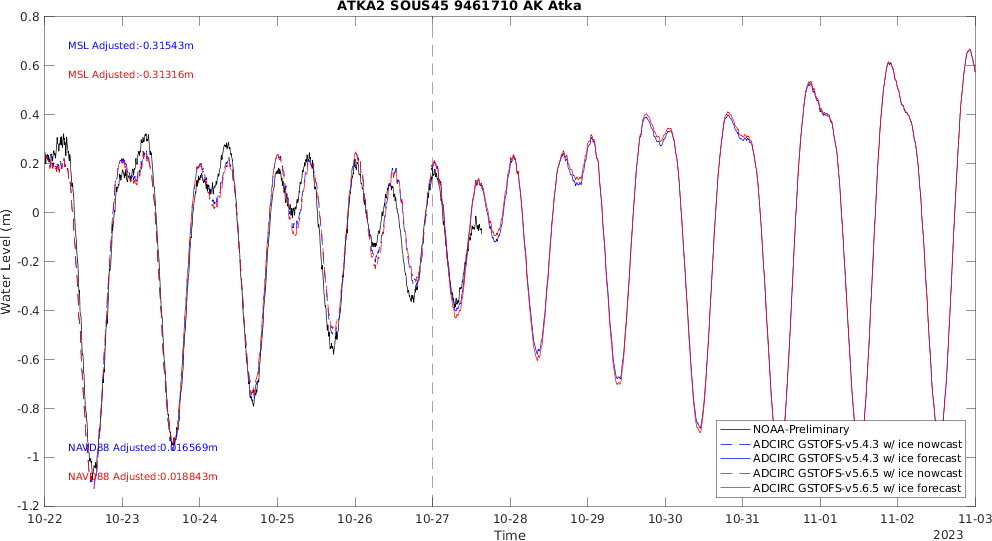 ATKA2 SOUS45 9461710 AK Atka
0.8
0.6
0.4
0.2
0
-0.2
-0.4
-0.6
-0.8
-1
-1.2
Water Level (m)
MSL Adjusted:-0.31543m
MSL Adjusted:-0.31316m
NAVD88 Adjusted:0.016569m
NAVD88 Adjusted:0.018843m
NOAA-Preliminary
ADCIRC GSTOFS-v5.4.3 w/ ice nowcast
ADCIRC GSTOFS-v5.4.3 w/ ice forecast
ADCIRC GSTOFS-v5.6.5 w/ ice nowcast
ADCIRC GSTOFS-v5.6.5 w/ ice forecast
10-22 10-23 10-24 10-25 10-26 10-27 10-28 10-29 10-30 10-31 11-01 11-02 11-03
Time
2023